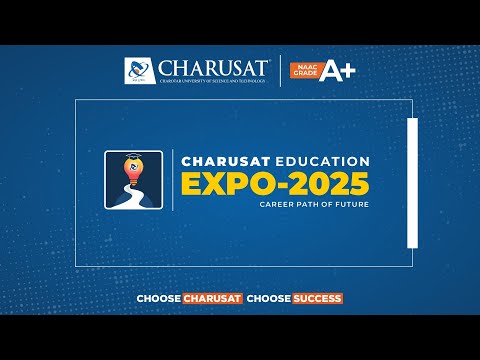 CHARUSAT
CHAROTAR UNIVERSITY OF SCIENCE AND TECHNOLOGY
NAAC
GRADE
A+
CHARUSAT EDUCATION
EXPO-2025
CAREER PATH OF FUTURE
CHOOSE CHARUSAT CHOOSE SUCCESS